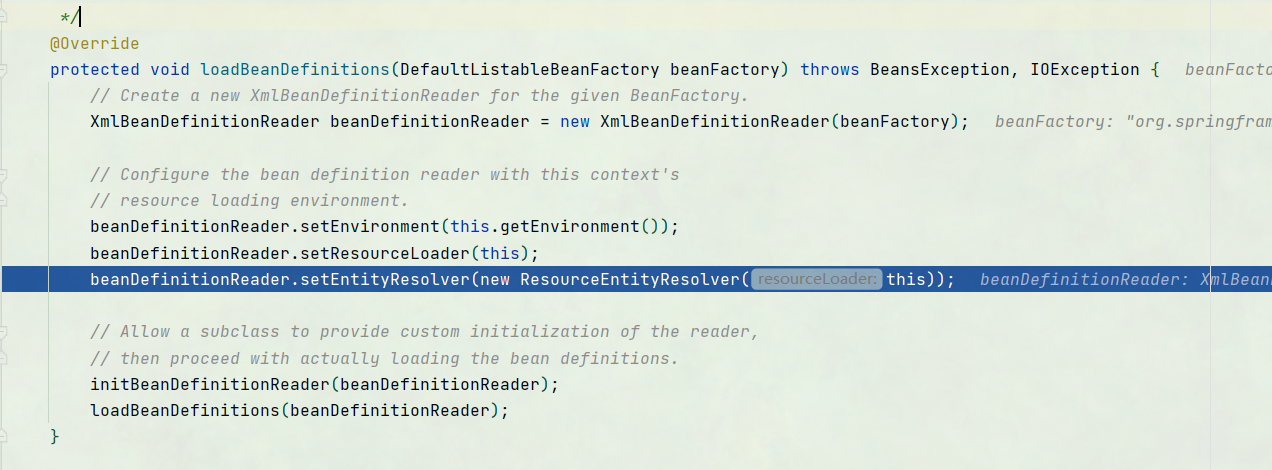 */
@Override
protected void loadBeanDefinitions(DefaultListableBeanFactory beanFactory) throws BeansException, IOException {   beanFacto
// Create a new XmlBeanDefinitionReader for the given BeanFactory.
XmlBeanDefinitionReader beanDefinitionReader = new XmlBeanDefinitionReader(beanFactory);   beanFactory: "org.springfram
// Configure the bean definition reader with this context's
// resource loading environment.
beanDefinitionReader.setEnvironment(this.getEnvironment());
beanDefinitionReader.setResourceLoader(this);
beanDefinitionReader.setEntityResolver(new ResourceEntityResolver( resourceLoader: this));   beanDefinitionReader: XmlBean
// Allow a subclass to provide custom initialization of the reader,
// then proceed with actually loading the bean definitions.
initBeanDefinitionReader(beanDefinitionReader);
loadBeanDefinitions(beanDefinitionReader);
}